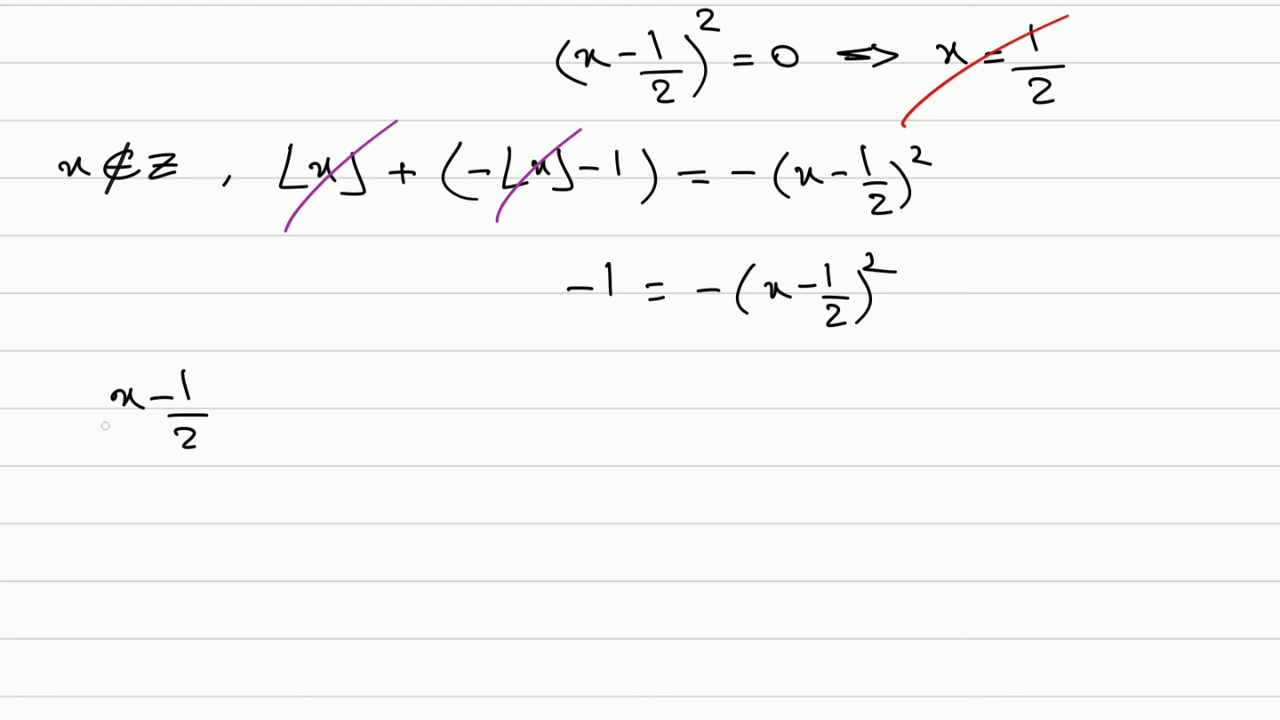 (x - 1/2)² = 0 ⇔ x = 1/2
x ∉ Z , ⌊x⌋ + (-⌊x⌋ - 1) = - (x - 1/2)²
-1 = - (x - 1/2)²
x - 1/2